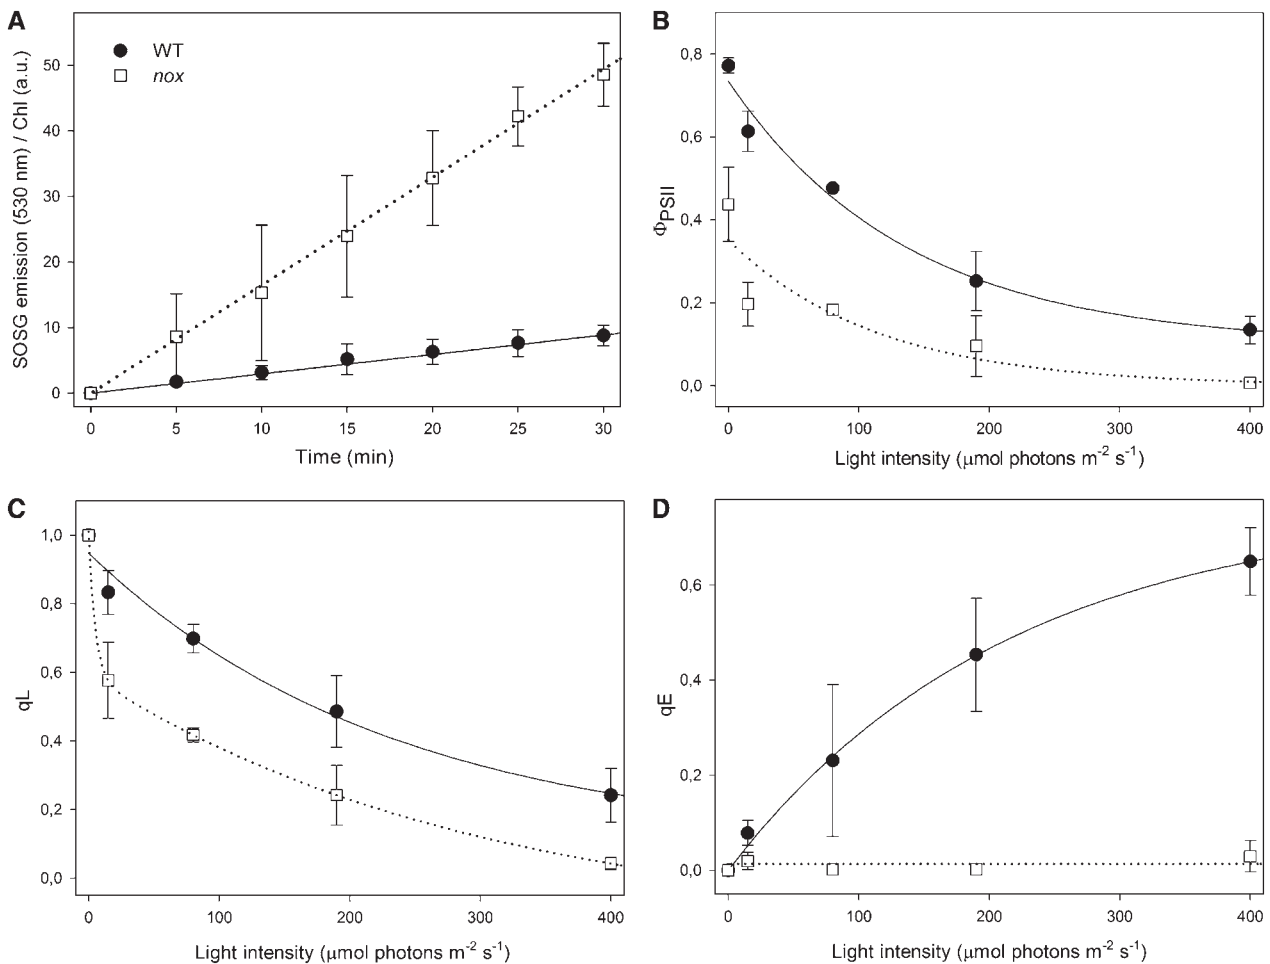 A
SOSG emission (530 nm) / Chl (a.u.)
50
40
30
20
10
0
WT
nox
0 5 10 15 20 25 30
Time (min)
B
ΦPSII
0,8
0,6
0,4
0,2
0,0
0 100 200 300 400
Light intensity (μmol photons m⁻² s⁻¹)
C
qL
1,0
0,8
0,6
0,4
0,2
0,0
0 100 200 300 400
Light intensity (μmol photons m⁻² s⁻¹)
D
qE
0,6
0,4
0,2
0,0
0 100 200 300 400
Light intensity (μmol photons m⁻² s⁻¹)